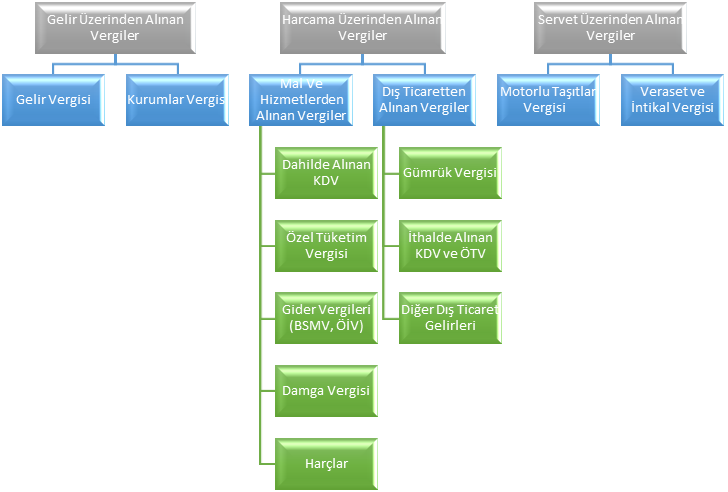 Gelir Üzerinden Alınan
Vergiler
Gelir Vergisi
Kurumlar Vergis
Harcama Üzerinden Alınan
Vergiler
Mal Ve
Hizmetlerden
Alınan Vergiler
Dahilde Alınan
KDV
Özel Tüketim
Vergisi
Gider Vergileri
(BSMV, ÖİV)
Damga Vergisi
Harçlar
Dış Ticaretten
Alınan Vergiler
Gümrük Vergisi
İthalde Alınan
KDV ve ÖTV
Diğer Dış Ticaret
Gelirleri
Servet Üzerinden Alınan
Vergiler
Motorlu Taşıtlar
Vergisi
Veraset ve
İntikal Vergisi